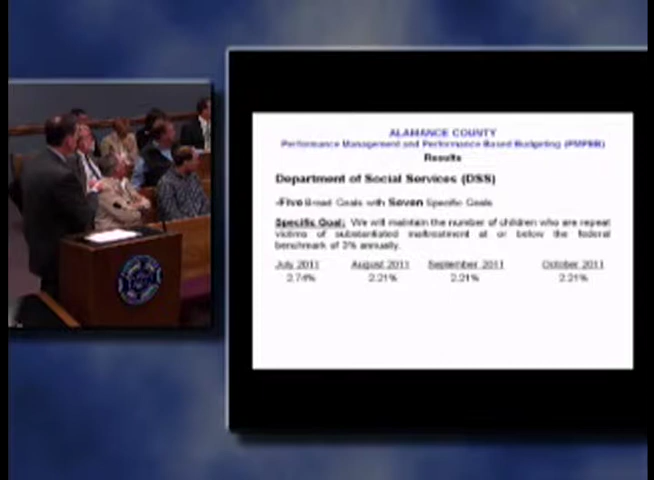 ALAMANCE COUNTY
Performance Management and Performance Based Budgeting (PMPBB)
Results
Department of Social Services (DSS)
-Five Broad Goals with Seven Specific Goals
Specific Goal: We will maintain the number of children who are repeat
victims of substantiated maltreatment at or below the federal
benchmark of 3% annually.
July 2011 August 2011 September 2011 October 2011
2.74% 2.21% 2.21% 2.21%